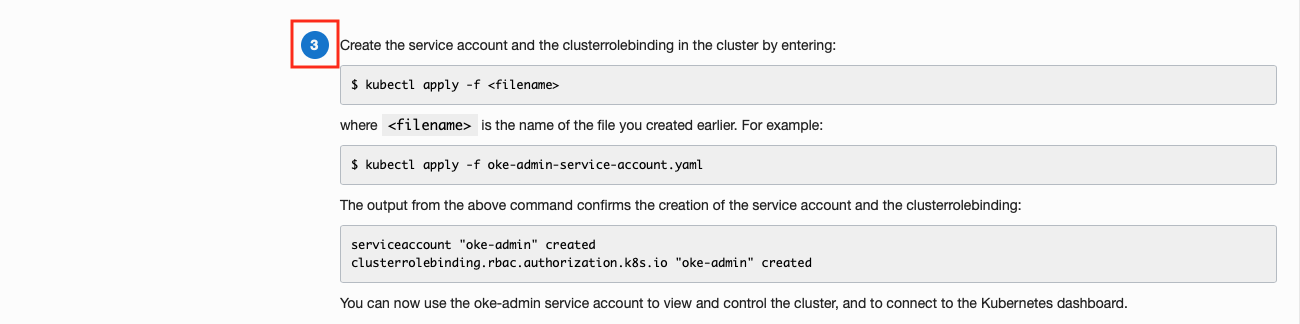 3 Create the service account and the clusterrolebinding in the cluster by entering:
$ kubectl apply -f <filename>
where <filename> is the name of the file you created earlier. For example:
$ kubectl apply -f oke-admin-service-account.yaml
The output from the above command confirms the creation of the service account and the clusterrolebinding:
serviceaccount "oke-admin" created
clusterrolebinding.rbac.authorization.k8s.io "oke-admin" created
You can now use the oke-admin service account to view and control the cluster, and to connect to the Kubernetes dashboard.